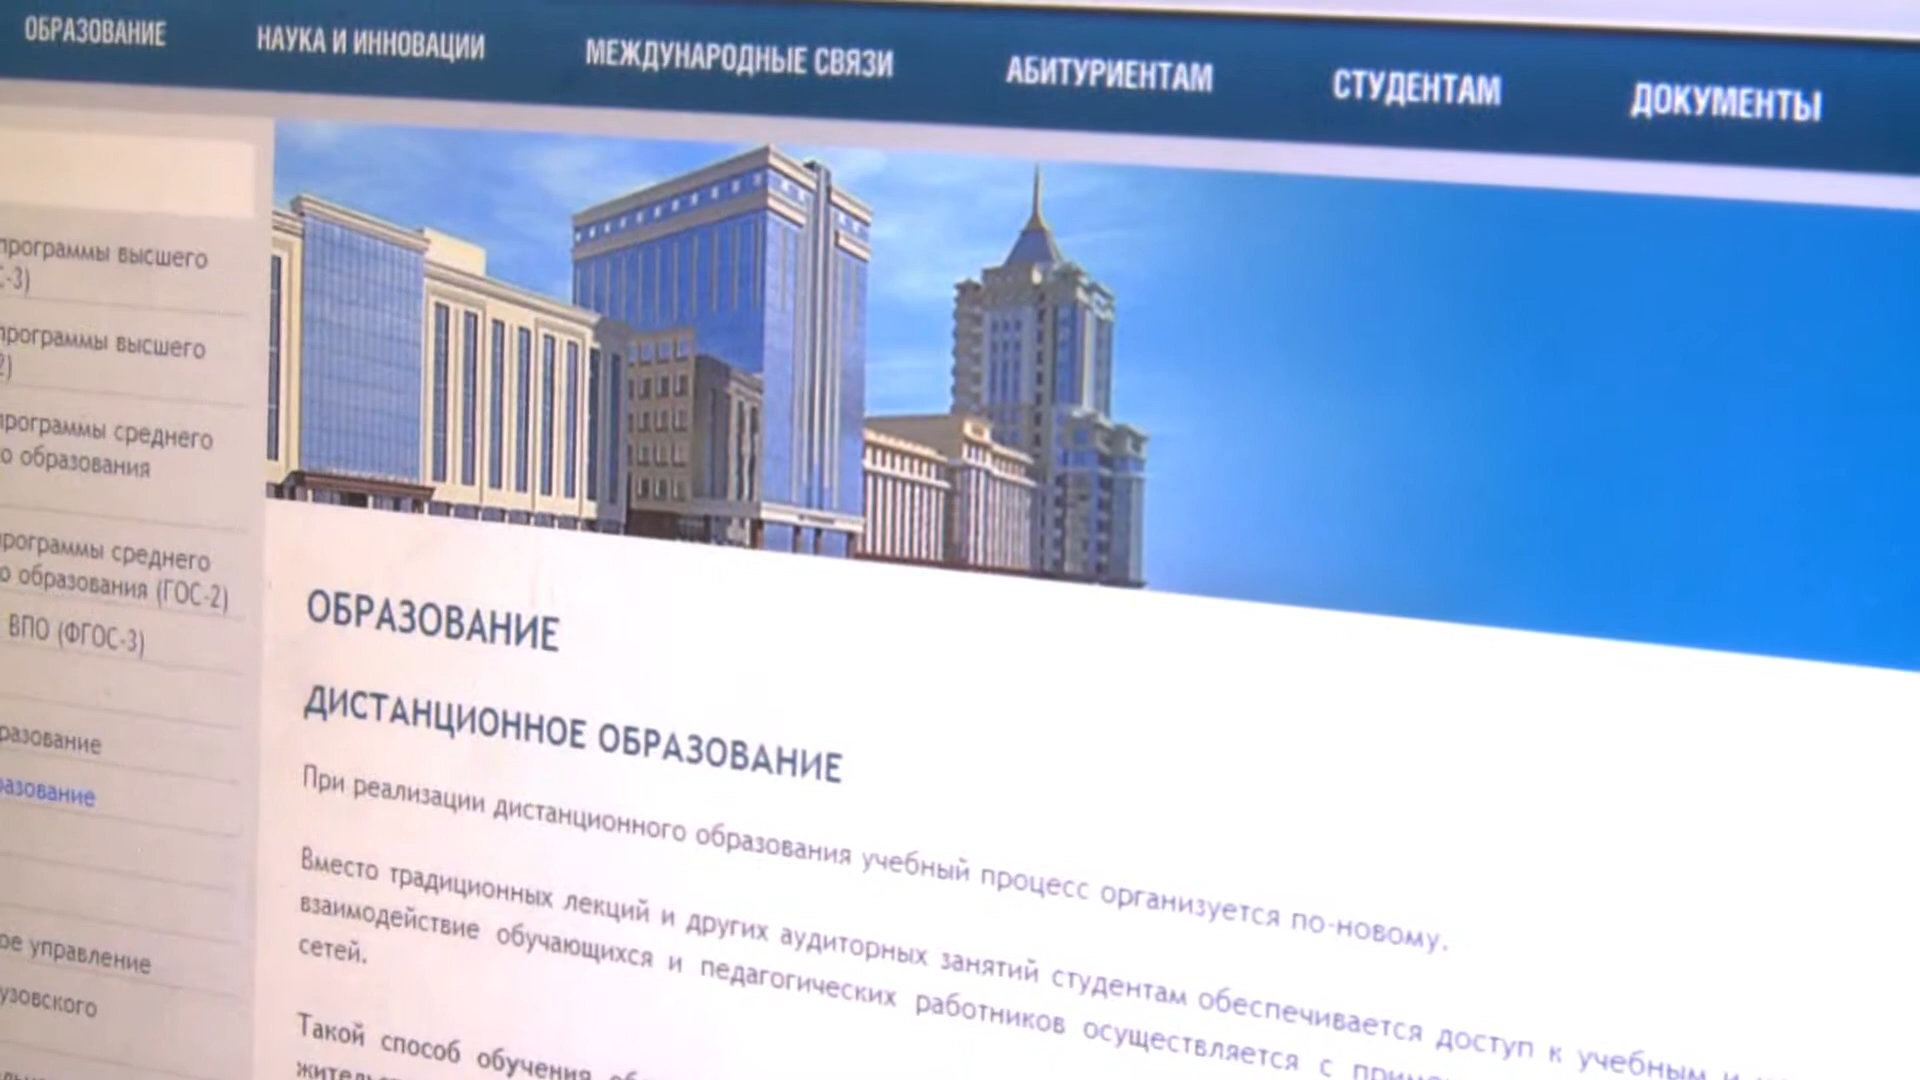 ОБРАЗОВАНИЕ НАУКА И ИННОВАЦИИ МЕЖДУНАРОДНЫЕ СВЯЗИ АБИТУРИЕНТАМ СТУДЕНТАМ ДОКУМЕНТЫ
программы высшего
-3)
программы высшего
2)
программы среднего
о образования
программы среднего
о образования (ГОС-2)
ВПО (ФГОС-3)
разование
разование
ое управление
узовского
ОБРАЗОВАНИЕ
ДИСТАНЦИОННОЕ ОБРАЗОВАНИЕ
При реализации дистанционного образования учебный процесс организуется по-новому.
Вместо традиционных лекций и других аудиторных занятий студентам обеспечивается доступ к учебным и
взаимодействие обучающихся и педагогических работников осуществляется с
сетей.
Такой способ обучения